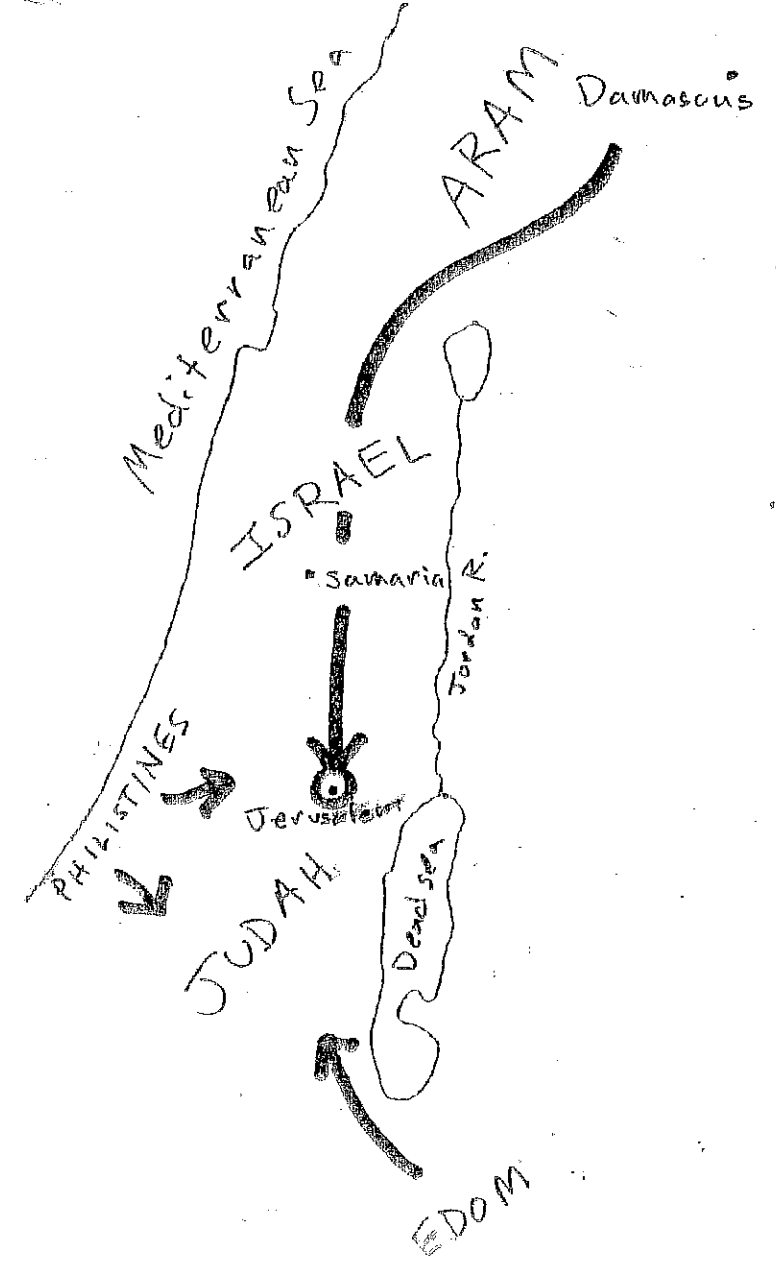 Mediterranean Sea
ARAM
Damascus
ISRAEL
Samaria
Jordan R.
PHILISTINES
Jerusalem
JUDAH
Dead Sea
EDOM